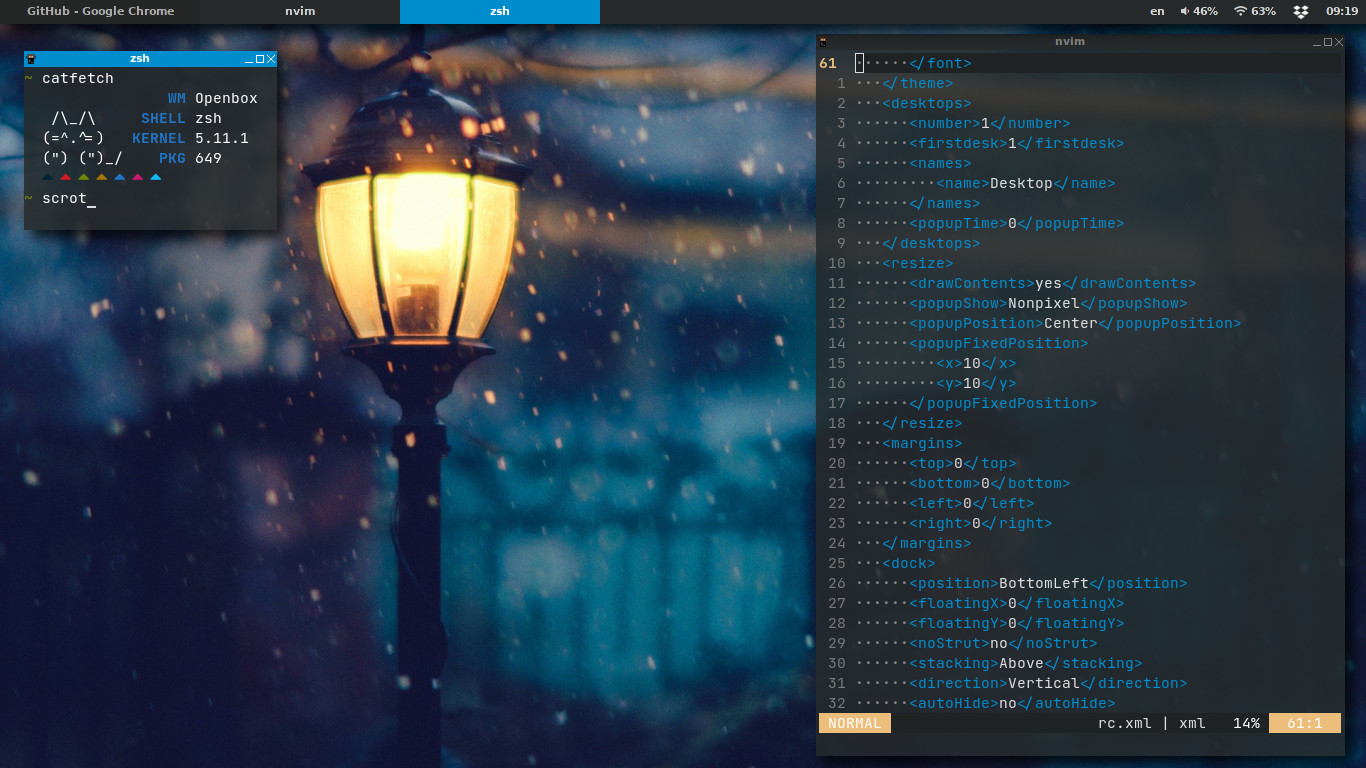 GitHub - Google Chrome nvim zsh en 46% 63% 09:19
zsh
~ catfetch
WM Openbox
/\_/\ SHELL zsh
(=^.^=) KERNEL 5.11.1
(") (")_/ PKG 649
~ scrot_
nvim
61 ······</font>
1 ···</theme>
2 ···<desktops>
3 ······<number>1</number>
4 ······<firstdesk>1</firstdesk>
5 ······<names>
6 ·········<name>Desktop</name>
7 ······</names>
8 ······<popupTime>0</popupTime>
9 ···</desktops>
10 ···<resize>
11 ······<drawContents>yes</drawContents>
12 ······<popupShow>Nonpixel</popupShow>
13 ······<popupPosition>Center</popupPosition>
14 ······<popupFixedPosition>
15 ·········<x>10</x>
16 ·········<y>10</y>
17 ······</popupFixedPosition>
18 ···</resize>
19 ···<margins>
20 ······<top>0</top>
21 ······<bottom>0</bottom>
22 ······<left>0</left>
23 ······<right>0</right>
24 ···</margins>
25 ···<dock>
26 ······<position>BottomLeft</position>
27 ······<floatingX>0</floatingX>
28 ······<floatingY>0</floatingY>
29 ······<noStrut>no</noStrut>
30 ······<stacking>Above</stacking>
31 ······<direction>Vertical</direction>
32 ······<autoHide>no</autoHide>
NORMAL rc.xml | xml 14% 61:1